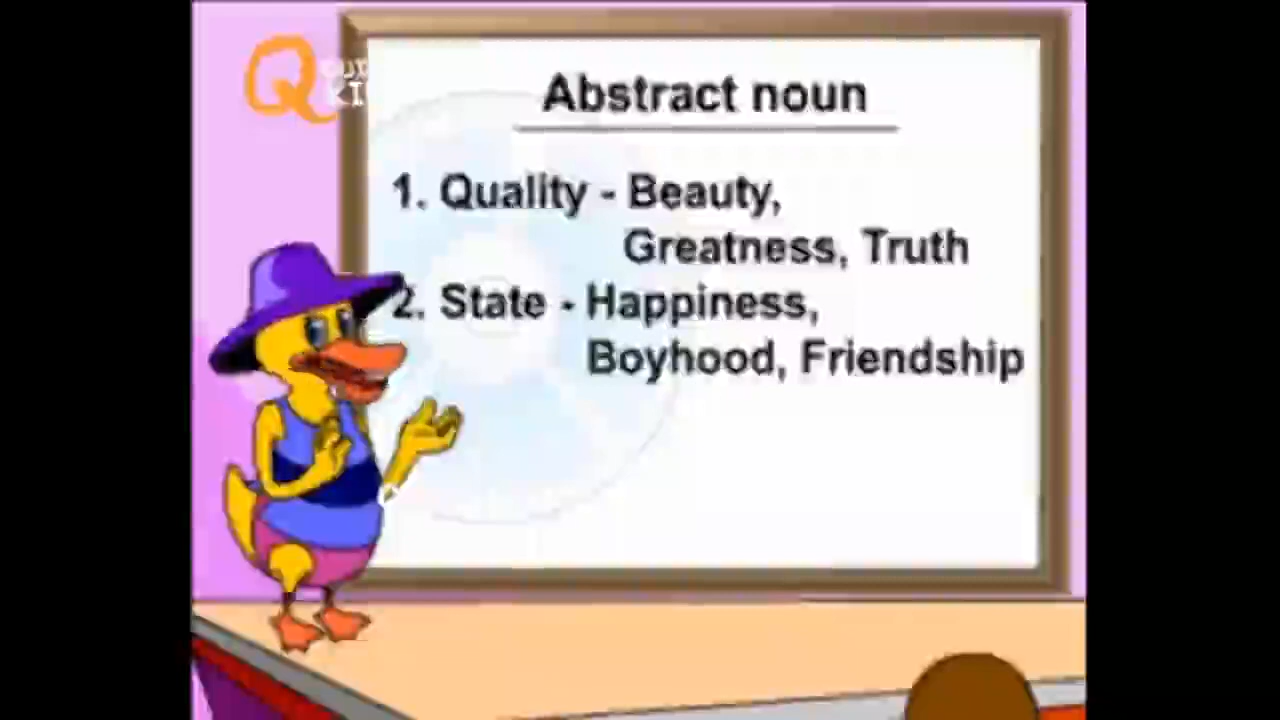 Abstract noun
1. Quality - Beauty,
Greatness, Truth
2. State - Happiness,
Boyhood, Friendship